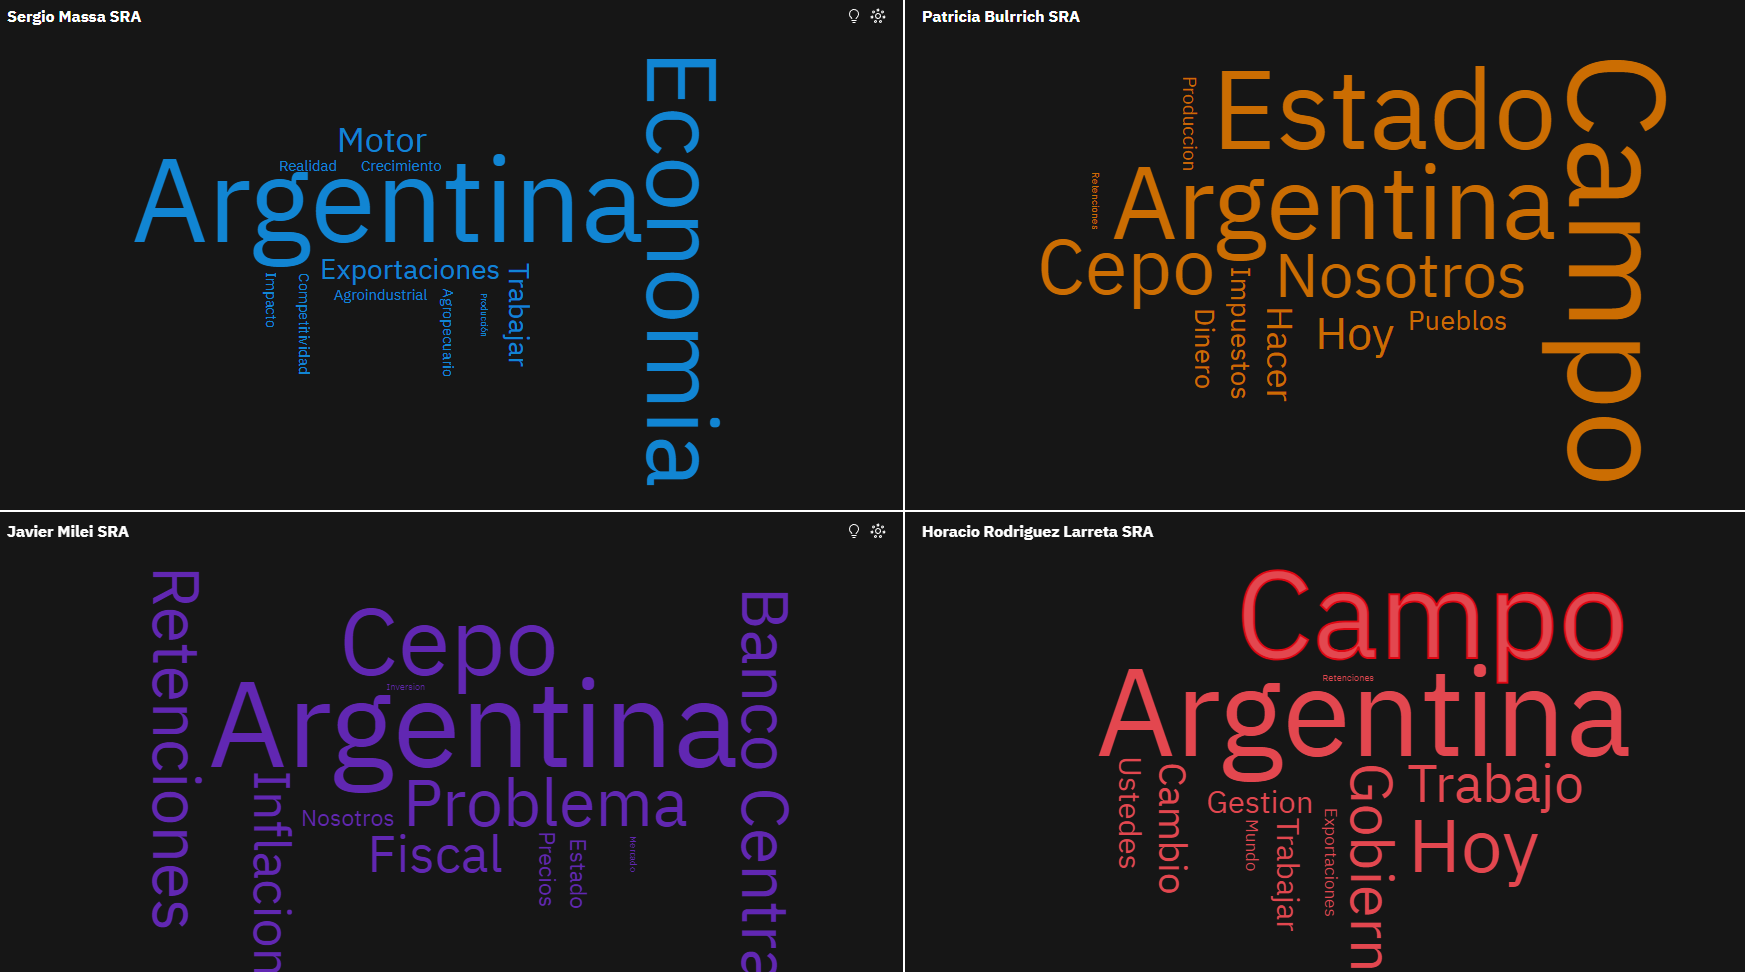 Sergio Massa SRA
Motor
Realidad
Crecimiento
Argentina
Economia
Exportaciones
Agroindustrial
Trabajar
Impacto
Competitividad
Agropecuario
Producción
Patricia Bulrrich SRA
Produccion
Estado
Campo
Retenciones
Argentina
Cepo
Nosotros
Impuestos
Dinero
Hacer
Hoy
Pueblos
Javier Milei SRA
Retenciones
Cepo
Banco Centra
Inversion
Argentina
Inflacion
Nosotros
Problema
Fiscal
Precios
Estado
Mercado
Horacio Rodriguez Larreta SRA
Campo
Retenciones
Argentina
Ustedes
Cambio
Gestion
Mundo
Trabajar
Exportaciones
Gobiern
Trabajo
Hoy